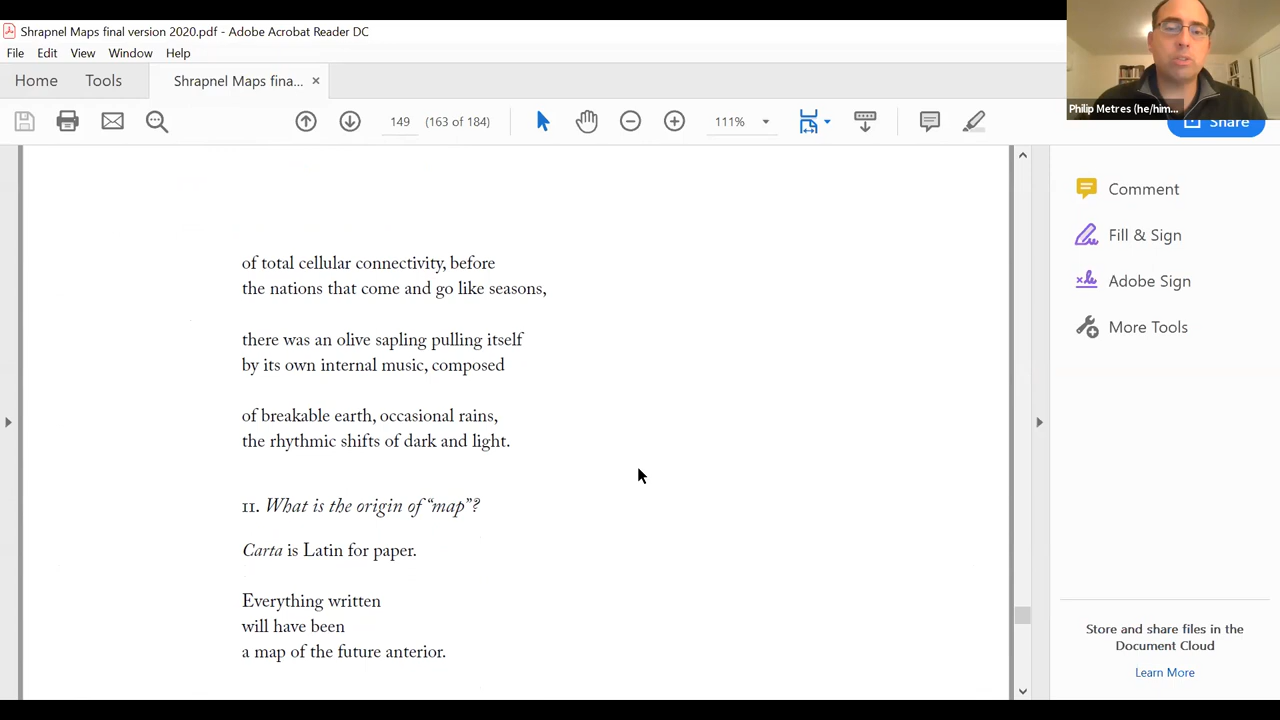 Shrapnel Maps final version 2020.pdf - Adobe Acrobat Reader DC
File Edit View Window Help
Home Tools Shrapnel Maps fina... ×
149 (163 of 184) 111%
Philip Metres (he/him...
Share
of total cellular connectivity, before
the nations that come and go like seasons,
there was an olive sapling pulling itself
by its own internal music, composed
of breakable earth, occasional rains,
the rhythmic shifts of dark and light.
11. What is the origin of “map”?
Carta is Latin for paper.
Everything written
will have been
a map of the future anterior.
Comment
Fill & Sign
Adobe Sign
More Tools
Store and share files in the
Document Cloud
Learn More